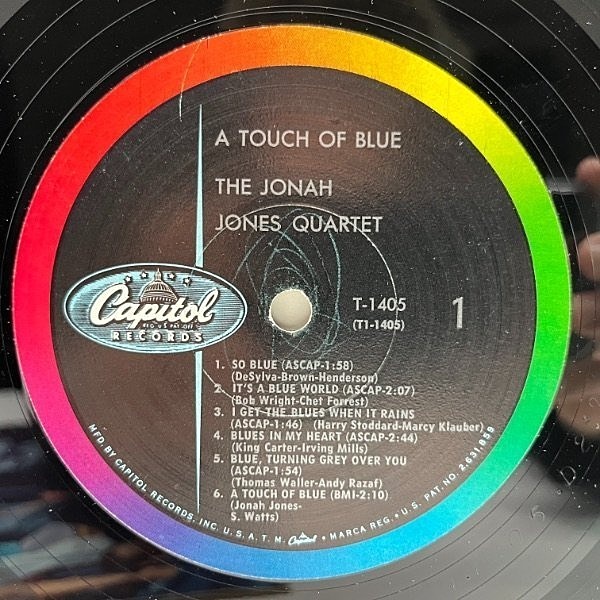 A TOUCH OF BLUE
THE JONAH
JONES QUARTET
Capitol
REG. U.S. PAT. OFF.
RECORDS
T-1405
(T1-1405)
1
1. SO BLUE (ASCAP-1:58)
(DeSylva-Brown-Henderson)
2. IT'S A BLUE WORLD (ASCAP-2:07)
(Bob Wright-Chet Forrest)
3. I GET THE BLUES WHEN IT RAINS
(ASCAP-1:46) (Harry Stoddard-Marcy Klauber)
4. BLUES IN MY HEART (ASCAP-2:44)
(King Carter-Irving Mills)
5. BLUE, TURNING GREY OVER YOU
(ASCAP-1:54)
(Thomas Waller-Andy Razaf)
6. A TOUCH OF BLUE (BMI-2:10)
(Jonah Jones-
S. Watts)
MFD. BY CAPITOL RECORDS, INC. U.S.A. T.M. Capitol • MARCA REG. • U.S. PAT. NO. 2,631,859